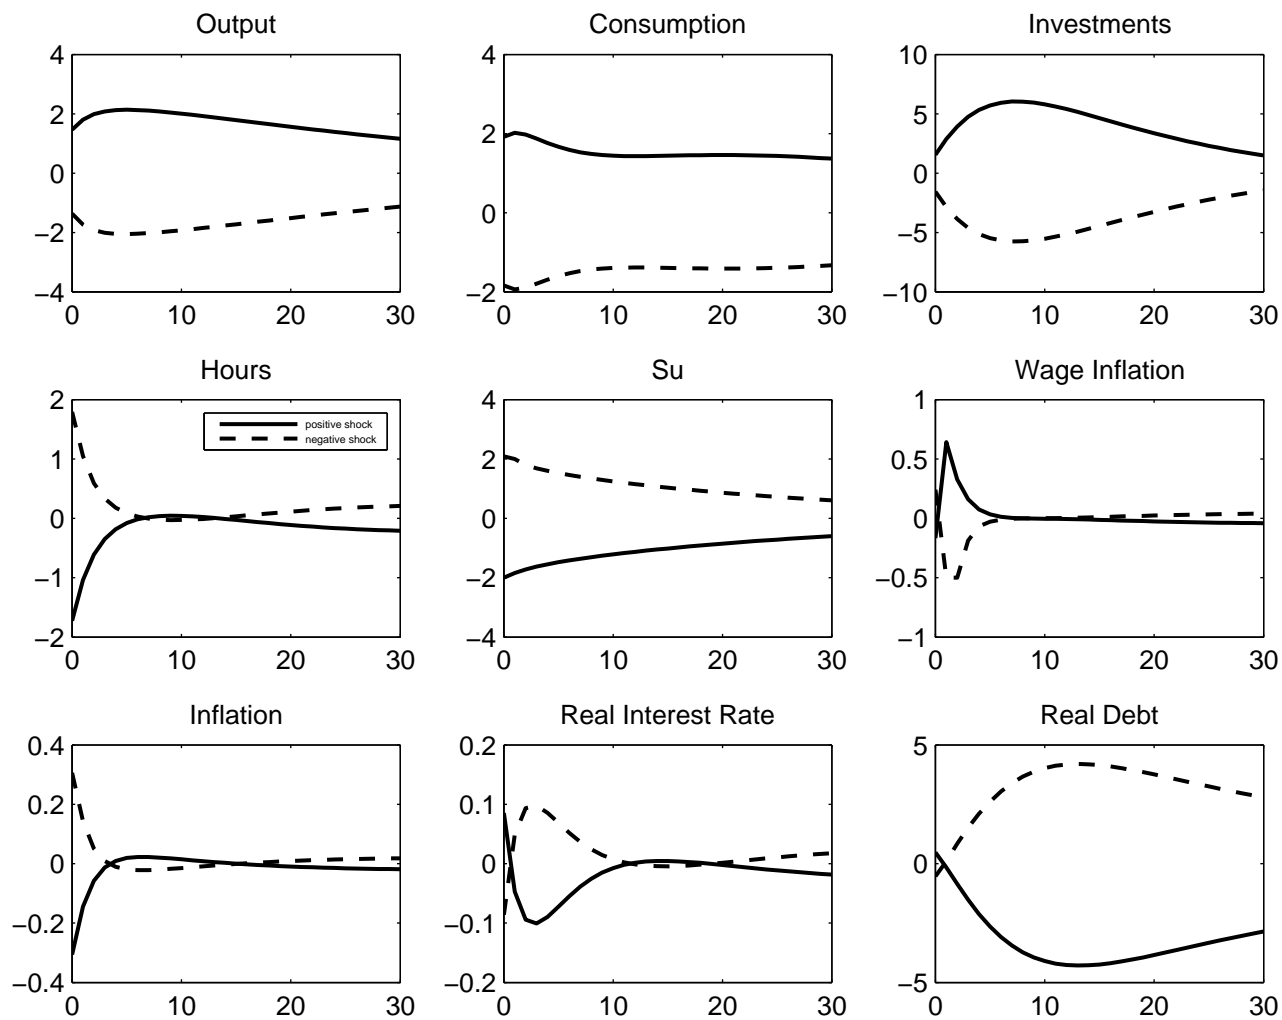 Output Consumption Investments
4 4 10
2 2 5
0 0 0
−2 −5
−4 −2 −10
0 10 20 30 0 10 20 30 0 10 20 30
Hours Su Wage Inflation
2 4 1
positive shock
negative shock
1 2 0.5
0 0 0
−1 −2 −0.5
−2 −4 −1
0 10 20 30 0 10 20 30 0 10 20 30
Inflation Real Interest Rate Real Debt
0.4 0.2 5
0.2 0.1
0 0 0
−0.2 −0.1
−0.4 −0.2 −5
0 10 20 30 0 10 20 30 0 10 20 30